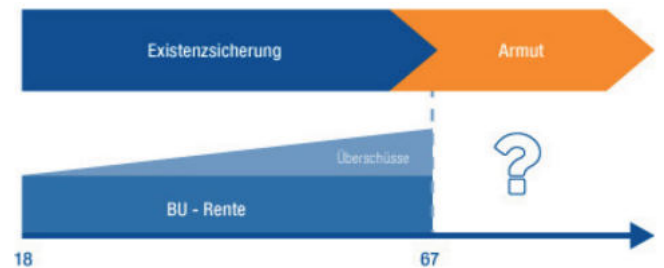 Existenzsicherung
Armut
Überschüsse
?
BU - Rente
18
67